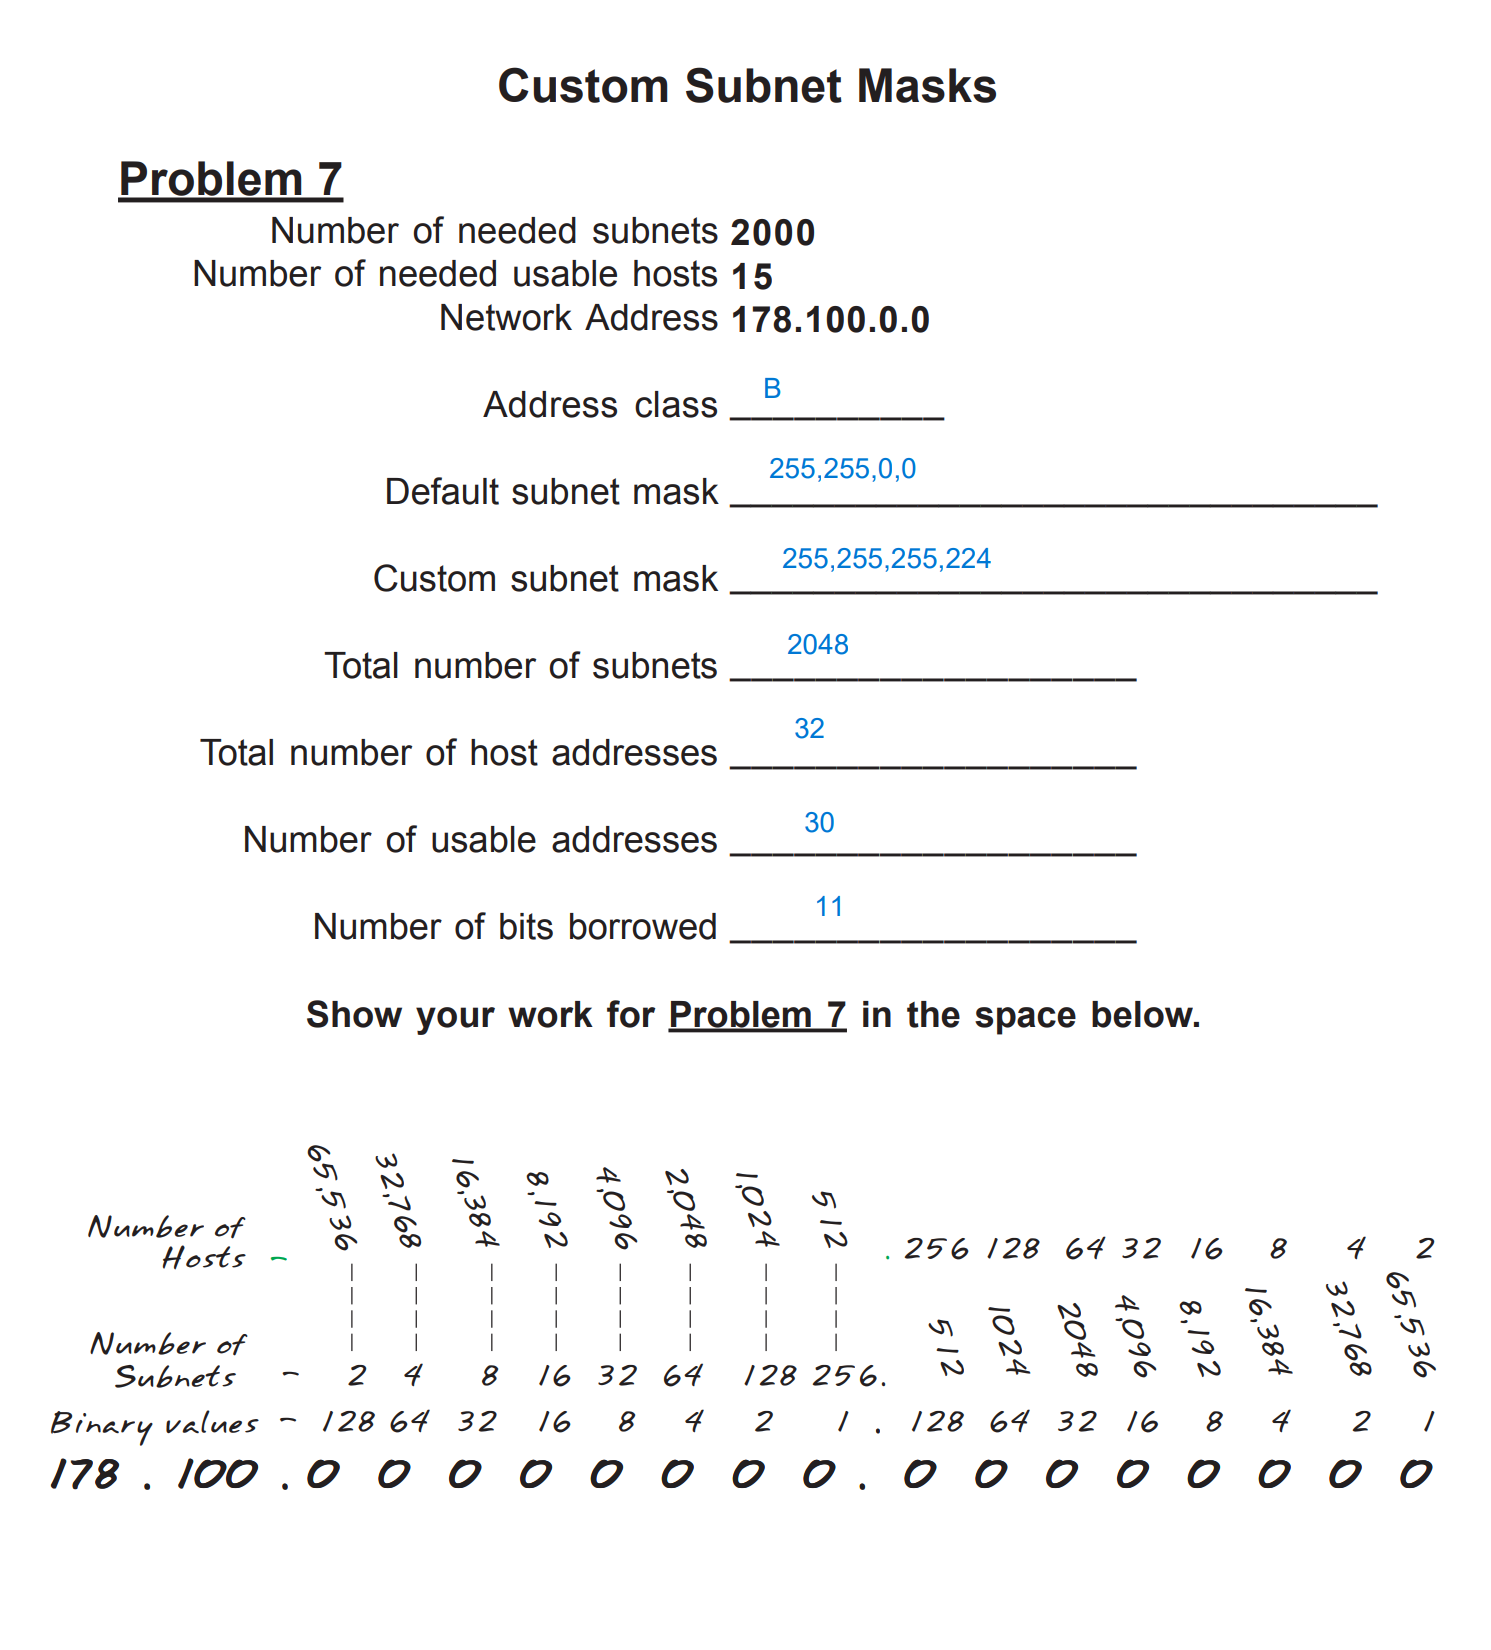 Custom Subnet Masks
Problem 7
Number of needed subnets 2000
Number of needed usable hosts 15
Network Address 178.100.0.0
Address class B
Default subnet mask 255,255,0,0
Custom subnet mask 255,255,255,224
Total number of subnets 2048
Total number of host addresses 32
Number of usable addresses 30
Number of bits borrowed 11
Show your work for Problem 7 in the space below.
Number of
Hosts - 65,536 32,768 16,384 8,192 4,096 2,048 1,024 512 . 256 128 64 32 16 8 4 2
Number of
Subnets - 2 4 8 16 32 64 128 256. 512 1024 2048 4,096 8,192 16,384 32,768 65,536
Binary values - 128 64 32 16 8 4 2 1 . 128 64 32 16 8 4 2 1
178 . 100 . 0 0 0 0 0 0 0 0 . 0 0 0 0 0 0 0 0